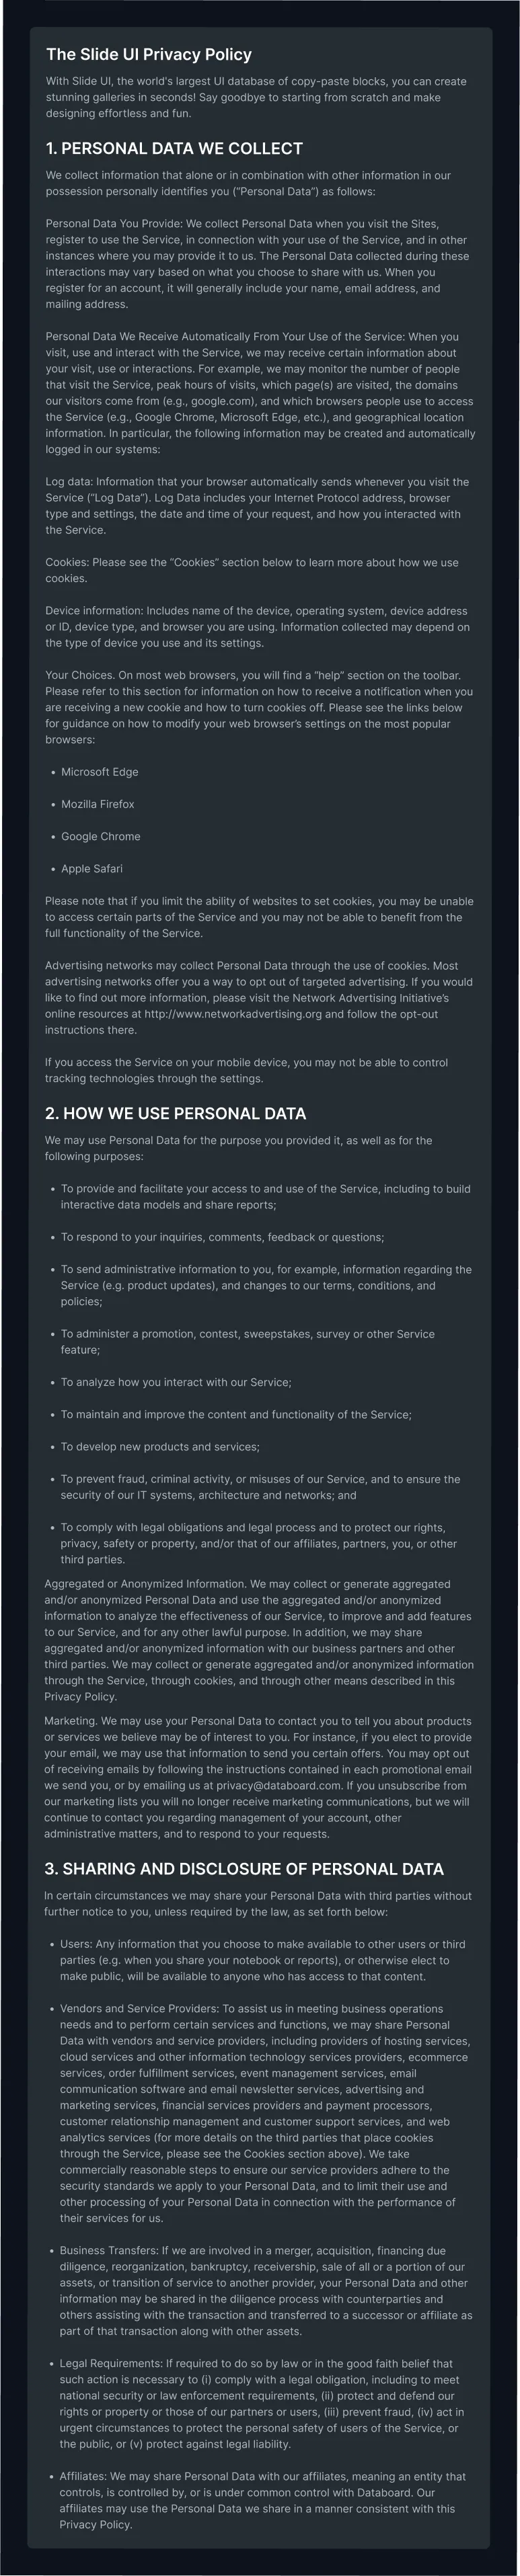 The Slide UI Privacy Policy
With Slide UI, the world's largest UI database of copy-paste blocks, you can create
stunning galleries in seconds! Say goodbye to starting from scratch and make
designing effortless and fun.
1. PERSONAL DATA WE COLLECT
We collect information that alone or in combination with other information in our
possession personally identifies you (“Personal Data”) as follows:
Personal Data You Provide: We collect Personal Data when you visit the Sites,
register to use the Service, in connection with your use of the Service, and in other
instances where you may provide it to us. The Personal Data collected during these
interactions may vary based on what you choose to share with us. When you
register for an account, it will generally include your name, email address, and
mailing address.
Personal Data We Receive Automatically From Your Use of the Service: When you
visit, use and interact with the Service, we may receive certain information about
your visit, use or interactions. For example, we may monitor the number of people
that visit the Service, peak hours of visits, which page(s) are visited, the domains
our visitors come from (e.g., google.com), and which browsers people use to access
the Service (e.g., Google Chrome, Microsoft Edge, etc.), and geographical location
information. In particular, the following information may be created and automatically
logged in our systems:
Log data: Information that your browser automatically sends whenever you visit the
Service (“Log Data”). Log Data includes your Internet Protocol address, browser
type and settings, the date and time of your request, and how you interacted with
the Service.
Cookies: Please see the “Cookies” section below to learn more about how we use
cookies.
Device information: Includes name of the device, operating system, device address
or ID, device type, and browser you are using. Information collected may depend on
the type of device you use and its settings.
Your Choices. On most web browsers, you will find a “help” section on the toolbar.
Please refer to this section for information on how to receive a notification when you
are receiving a new cookie and how to turn cookies off. Please see the links below
for guidance on how to modify your web browser’s settings on the most popular
browsers:
• Microsoft Edge
• Mozilla Firefox
• Google Chrome
• Apple Safari
Please note that if you limit the ability of websites to set cookies, you may be unable
to access certain parts of the Service and you may not be able to benefit from the
full functionality of the Service.
Advertising networks may collect Personal Data through the use of cookies. Most
advertising networks offer you a way to opt out of targeted advertising. If you would
like to find out more information, please visit the Network Advertising Initiative’s
online resources at http://www.networkadvertising.org and follow the opt-out
instructions there.
If you access the Service on your mobile device, you may not be able to control
tracking technologies through the settings.
2. HOW WE USE PERSONAL DATA
We may use Personal Data for the purpose you provided it, as well as for the
following purposes:
• To provide and facilitate your access to and use of the Service, including to build
interactive data models and share reports;
• To respond to your inquiries, comments, feedback or questions;
• To send administrative information to you, for example, information regarding the
Service (e.g. product updates), and changes to our terms, conditions, and
policies;
• To administer a promotion, contest, sweepstakes, survey or other Service
feature;
• To analyze how you interact with our Service;
• To maintain and improve the content and functionality of the Service;
• To develop new products and services;
• To prevent fraud, criminal activity, or misuses of our Service, and to ensure the
security of our IT systems, architecture and networks; and
• To comply with legal obligations and legal process and to protect our rights,
privacy, safety or property, and/or that of our affiliates, partners, you, or other
third parties.
Aggregated or Anonymized Information. We may collect or generate aggregated
and/or anonymized Personal Data and use the aggregated and/or anonymized
information to analyze the effectiveness of our Service, to improve and add features
to our Service, and for any other lawful purpose. In addition, we may share
aggregated and/or anonymized information with our business partners and other
third parties. We may collect or generate aggregated and/or anonymized information
through the Service, through cookies, and through other means described in this
Privacy Policy.
Marketing. We may use your Personal Data to contact you to tell you about products
or services we believe may be of interest to you. For instance, if you elect to provide
your email, we may use that information to send you certain offers. You may opt out
of receiving emails by following the instructions contained in each promotional email
we send you, or by emailing us at privacy@databoard.com. If you unsubscribe from
our marketing lists you will no longer receive marketing communications, but we will
continue to contact you regarding management of your account, other
administrative matters, and to respond to your requests.
3. SHARING AND DISCLOSURE OF PERSONAL DATA
In certain circumstances we may share your Personal Data with third parties without
further notice to you, unless required by the law, as set forth below:
• Users: Any information that you choose to make available to other users or third
parties (e.g. when you share your notebook or reports), or otherwise elect to
make public, will be available to anyone who has access to that content.
• Vendors and Service Providers: To assist us in meeting business operations
needs and to perform certain services and functions, we may share Personal
Data with vendors and service providers, including providers of hosting services,
cloud services and other information technology services providers, ecommerce
services, order fulfillment services, event management services, email
communication software and email newsletter services, advertising and
marketing services, financial services providers and payment processors,
customer relationship management and customer support services, and web
analytics services (for more details on the third parties that place cookies
through the Service, please see the Cookies section above). We take
commercially reasonable steps to ensure our service providers adhere to the
security standards we apply to your Personal Data, and to limit their use and
other processing of your Personal Data in connection with the performance of
their services for us.
• Business Transfers: If we are involved in a merger, acquisition, financing due
diligence, reorganization, bankruptcy, receivership, sale of all or a portion of our
assets, or transition of service to another provider, your Personal Data and other
information may be shared in the diligence process with counterparties and
others assisting with the transaction and transferred to a successor or affiliate as
part of that transaction along with other assets.
• Legal Requirements: If required to do so by law or in the good faith belief that
such action is necessary to (i) comply with a legal obligation, including to meet
national security or law enforcement requirements, (ii) protect and defend our
rights or property or those of our partners or users, (iii) prevent fraud, (iv) act in
urgent circumstances to protect the personal safety of users of the Service, or
the public, or (v) protect against legal liability.
• Affiliates: We may share Personal Data with our affiliates, meaning an entity that
controls, is controlled by, or is under common control with Databoard. Our
affiliates may use the Personal Data we share in a manner consistent with this
Privacy Policy.